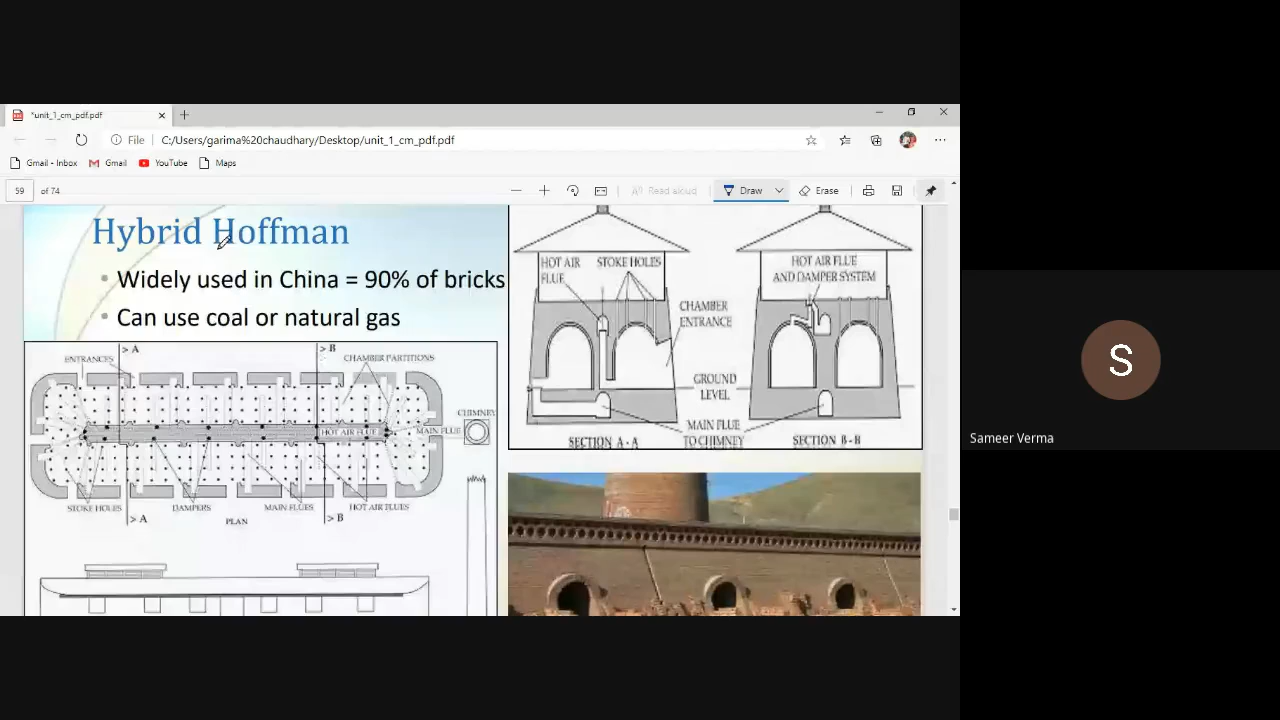 *unit_1_cm_pdf.pdf
File C:/Users/garima%20chaudhary/Desktop/unit_1_cm_pdf.pdf
Gmail - Inbox Gmail YouTube Maps
59 of 74 Read aloud Draw Erase
Hybrid Hoffman
• Widely used in China = 90% of bricks
• Can use coal or natural gas
> A > B
ENTRANCES CHAMBER PARTITIONS
CHIMNEY
HOT AIR FLUE MAIN FLUE
STOKE HOLES DAMPERS MAIN FLUES HOT AIR FLUES
> A > B
PLAN
HOT AIR FLUE
STOKE HOLES
CHAMBER ENTRANCE
HOT AIR FLUE
AND DAMPER SYSTEM
GROUND LEVEL
MAIN FLUE
TO CHIMNEY
SECTION A - A SECTION B - B
S
Sameer Verma